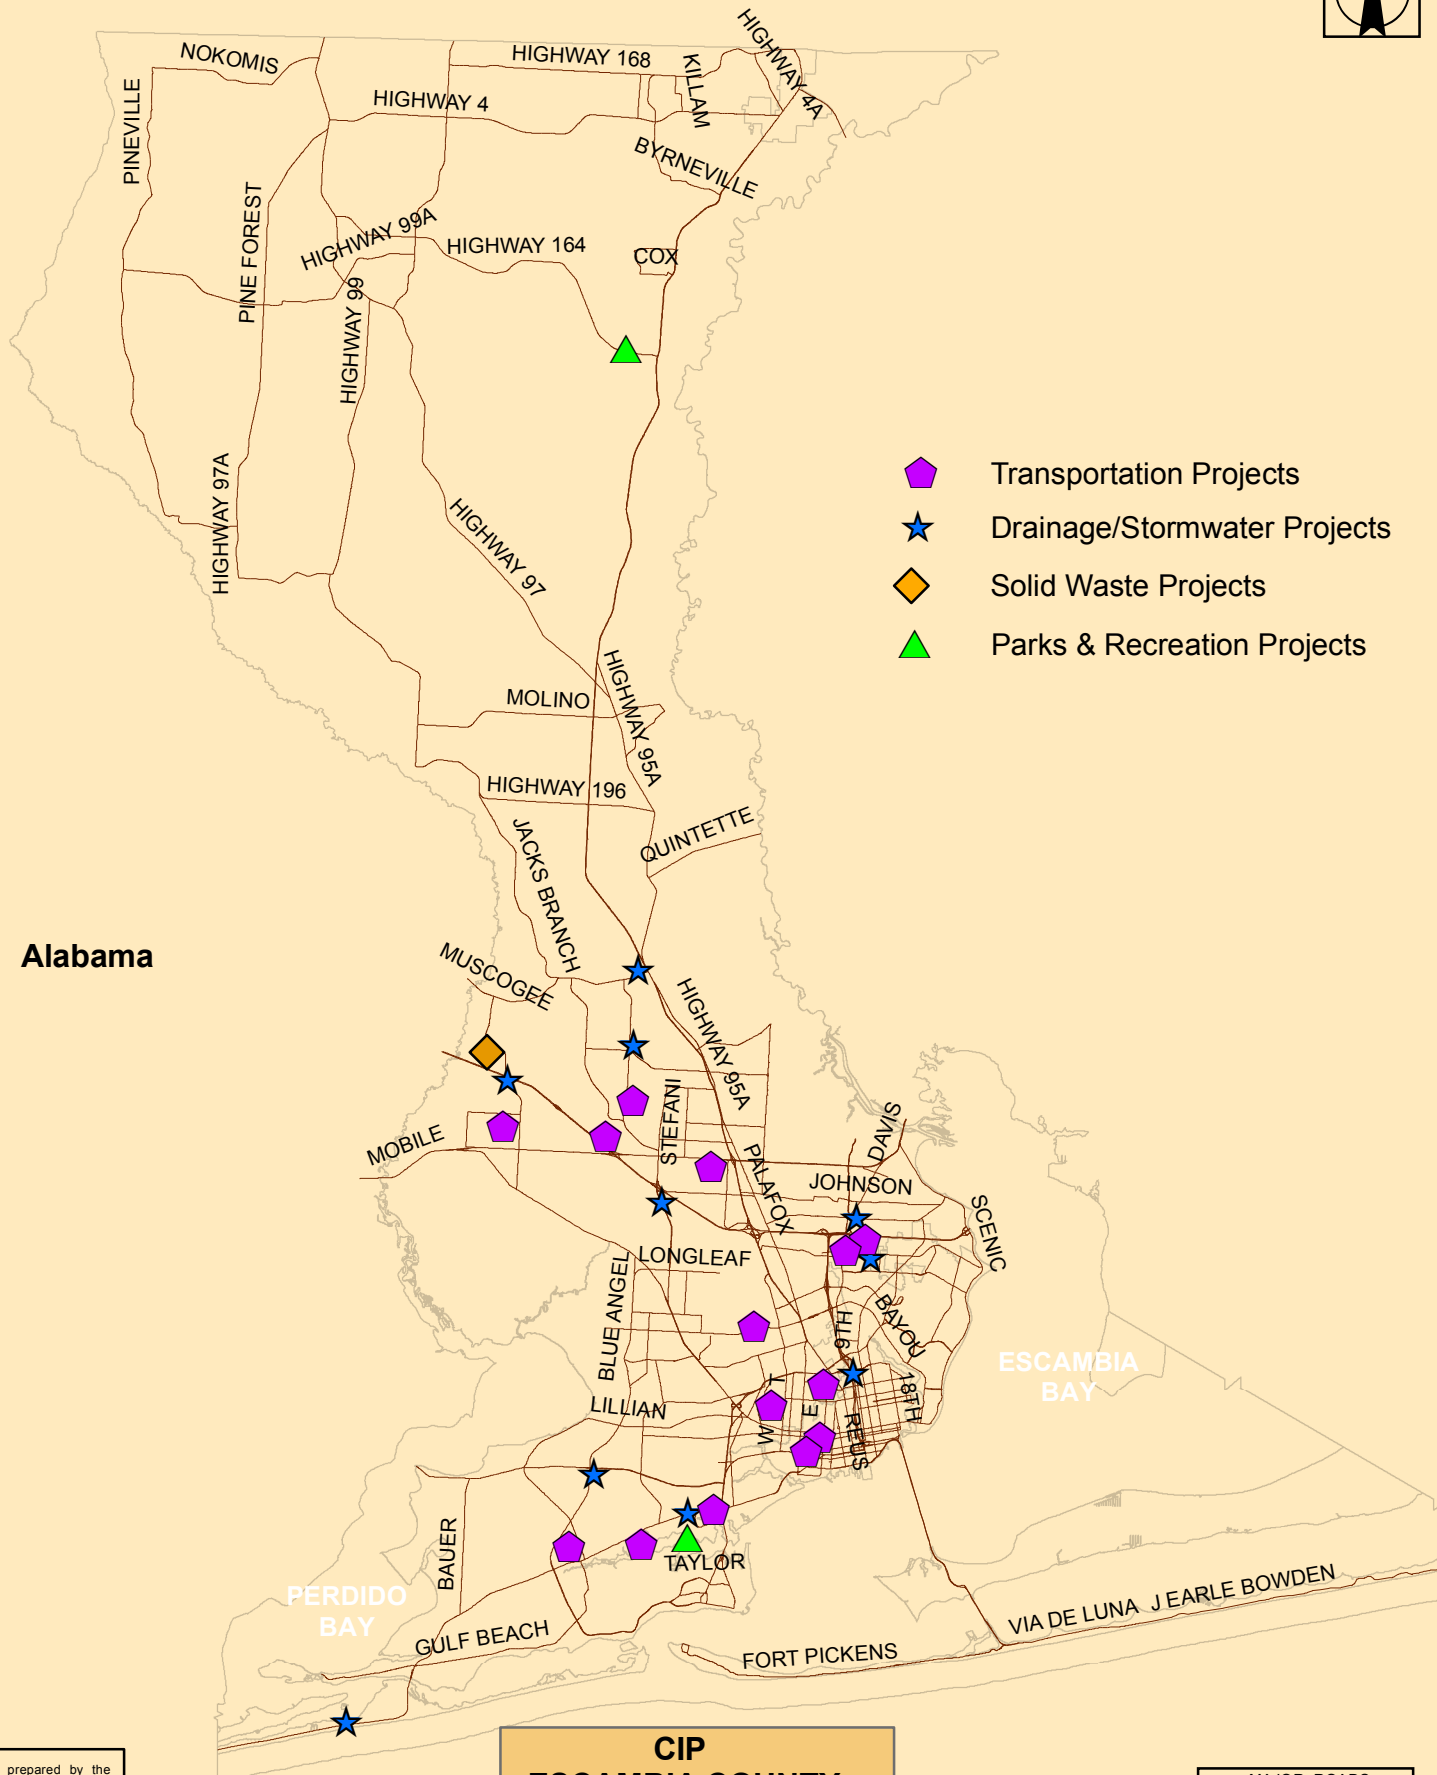 NOKOMIS
HIGHWAY 168
KILLAM
HIGHWAY 4A
PINEVILLE
HIGHWAY 4
BYRNEVILLE
PINE FOREST
HIGHWAY 99A
HIGHWAY 164
COX
HIGHWAY 99
HIGHWAY 97A
HIGHWAY 97
Transportation Projects
Drainage/Stormwater Projects
Solid Waste Projects
Parks & Recreation Projects
MOLINO
HIGHWAY 95A
HIGHWAY 196
QUINTETTE
JACKS BRANCH
Alabama
MUSCOGEE
HIGHWAY 95A
STEFANI
MOBILE
DAVIS
PALAFOX
JOHNSON
SCENIC
LONGLEAF
BLUE ANGEL
9TH
BAYOU
ESCAMBIA
BAY
18TH
T
LILLIAN
E
W
REUS
BAUER
TAYLOR
PERDIDO
BAY
GULF BEACH
VIA DE LUNA
J EARLE BOWDEN
FORT PICKENS
CIP
ESCAMBIA COUNTY
prepared by the
MAJOR ROADS